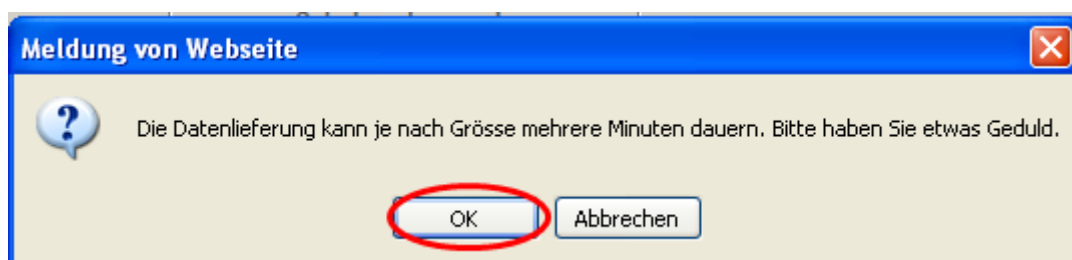 Meldung von Webseite
Die Datenlieferung kann je nach Grösse mehrere Minuten dauern. Bitte haben Sie etwas Geduld.
OK
Abbrechen